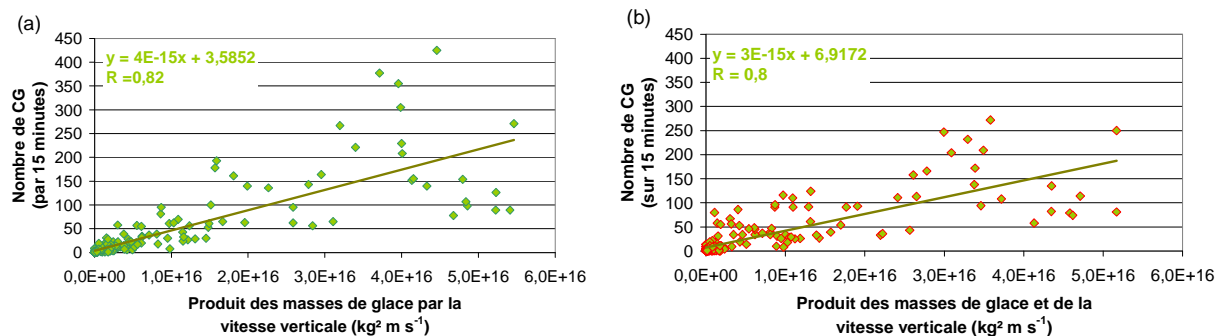 (a)
y = 4E-15x + 3,5852
R =0,82
Nombre de CG
(par 15 minutes)
450
400
350
300
250
200
150
100
50
0
0,0E+00
1,0E+16
2,0E+16
3,0E+16
4,0E+16
5,0E+16
6,0E+16
Produit des masses de glace par la
vitesse verticale (kg² m s⁻¹)
(b)
y = 3E-15x + 6,9172
R = 0,8
Nombre de CG
(sur 15 minutes)
450
400
350
300
250
200
150
100
50
0
0,0E+00
1,0E+16
2,0E+16
3,0E+16
4,0E+16
5,0E+16
6,0E+16
Produit des masses de glace et de la
vitesse verticale (kg² m s⁻¹)